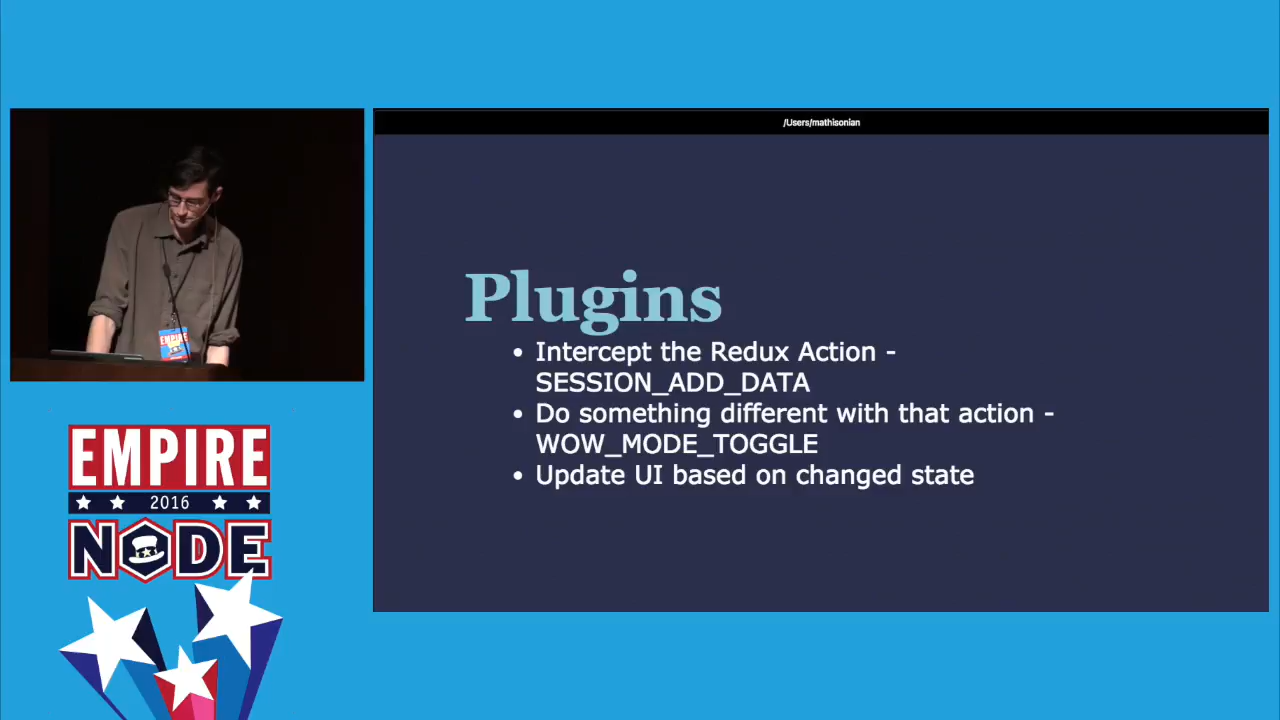 /Users/mathisonian
Plugins
• Intercept the Redux Action -
SESSION_ADD_DATA
• Do something different with that action -
WOW_MODE_TOGGLE
• Update UI based on changed state
EMPIRE
EMPIRE
2016
NODE